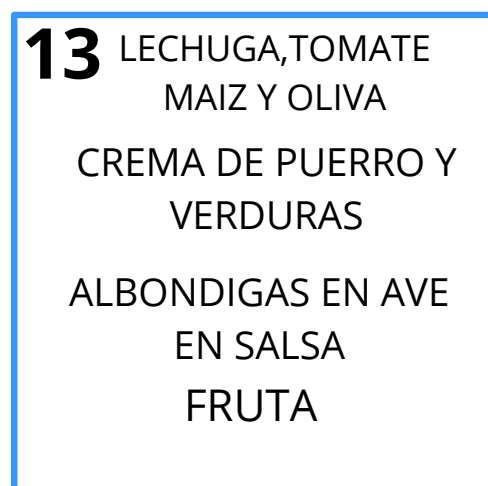 13 LECHUGA,TOMATE
MAIZ Y OLIVA
CREMA DE PUERRO Y
VERDURAS
ALBONDIGAS EN AVE
EN SALSA
FRUTA